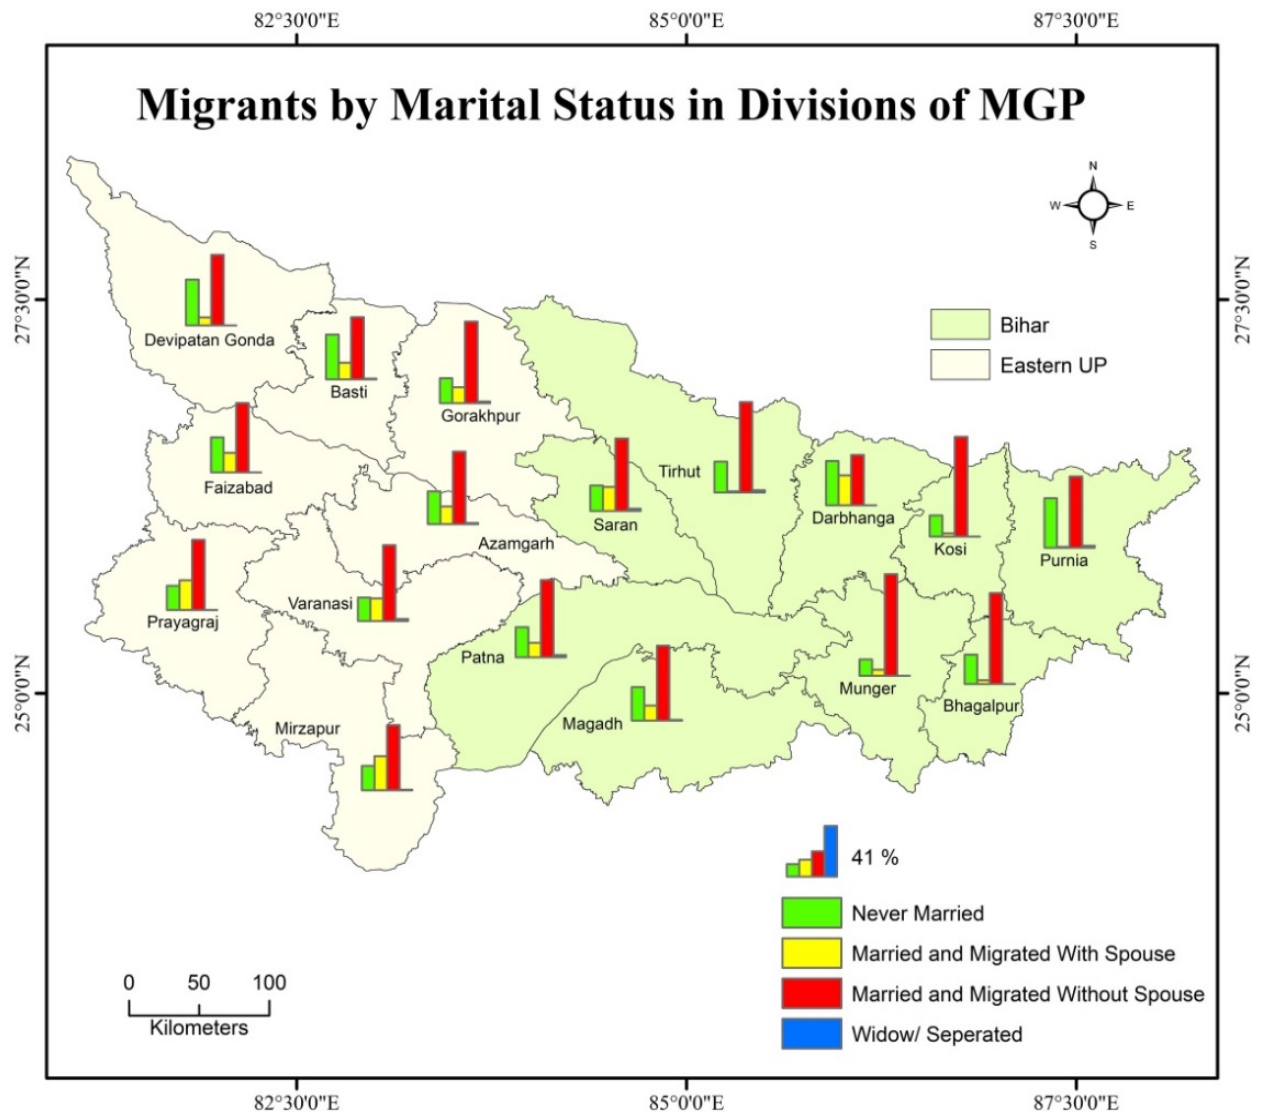 82°30'0"E 85°0'0"E 87°30'0"E
Migrants by Marital Status in Divisions of MGP
N
W E
S
27°30'0"N 27°30'0"N
Bihar
Eastern UP
Devipatan Gonda
Basti
Gorakhpur
Tirhut
Faizabad
Saran
Darbhanga
Azamgarh
Kosi
Purnia
Varanasi
Prayagraj
Patna
Munger
Bhagalpur
Magadh
Mirzapur
25°0'0"N 25°0'0"N
41 %
Never Married
Married and Migrated With Spouse
Married and Migrated Without Spouse
Widow/ Seperated
0 50 100
Kilometers
82°30'0"E 85°0'0"E 87°30'0"E